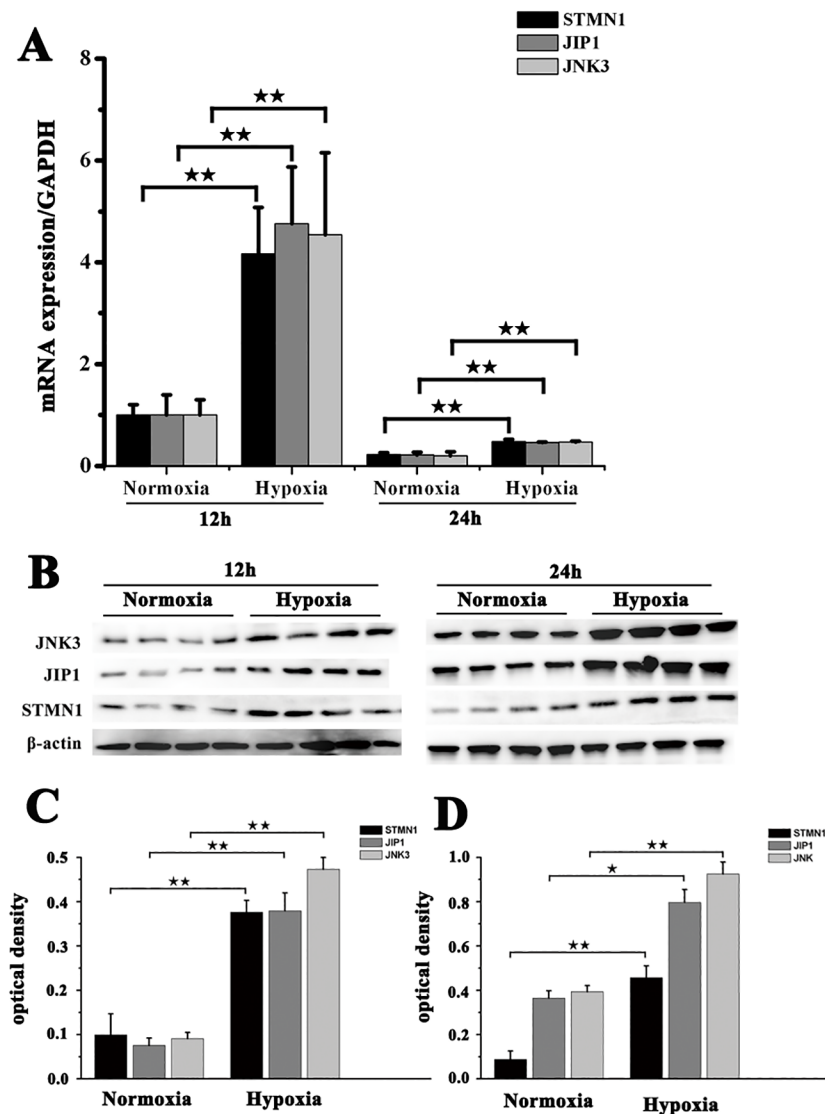 A
STMN1
JIP1
JNK3
mRNA expression/GAPDH
8
6
4
2
0
★★
★★
★★
★★
★★
★★
Normoxia Hypoxia Normoxia Hypoxia
12h 24h
B
12h 24h
Normoxia Hypoxia Normoxia Hypoxia
JNK3
JIP1
STMN1
β-actin
C
STMN1
JIP1
JNK3
optical density
0.5
0.4
0.3
0.2
0.1
0.0
★★
★★
★★
Normoxia Hypoxia
D
STMN1
JIP1
JNK
optical density
1.0
0.8
0.6
0.4
0.2
0.0
★★
★
★★
Normoxia Hypoxia